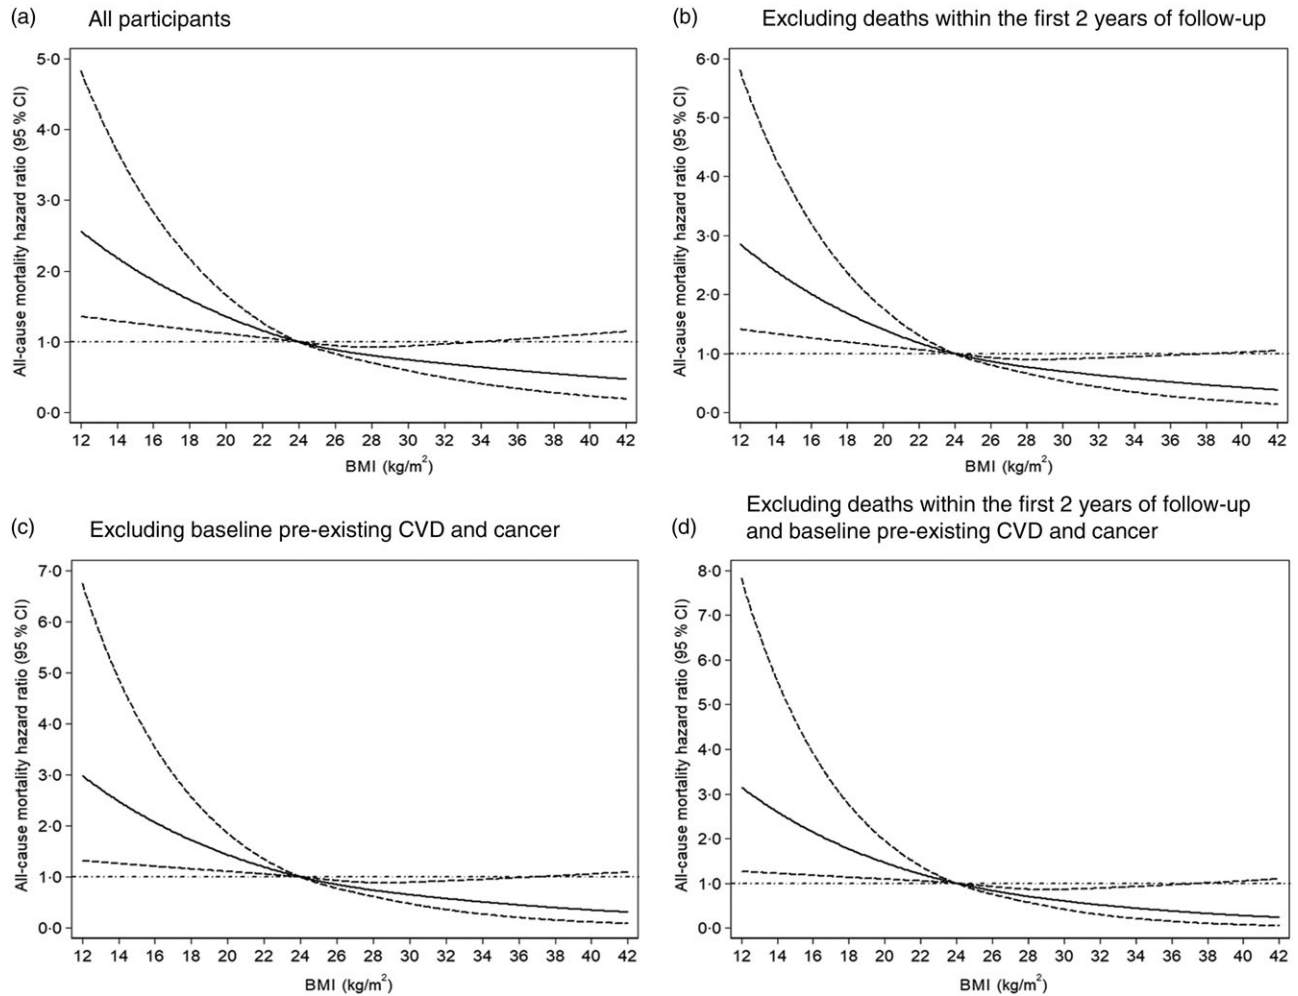 (a) All participants
All-cause mortality hazard ratio (95 % CI)
5·0
4·0
3·0
2·0
1·0
0·0
12 14 16 18 20 22 24 26 28 30 32 34 36 38 40 42
BMI (kg/m²)
(b) Excluding deaths within the first 2 years of follow-up
All-cause mortality hazard ratio (95 % CI)
6·0
5·0
4·0
3·0
2·0
1·0
0·0
12 14 16 18 20 22 24 26 28 30 32 34 36 38 40 42
BMI (kg/m²)
(c) Excluding baseline pre-existing CVD and cancer
All-cause mortality hazard ratio (95 % CI)
7·0
6·0
5·0
4·0
3·0
2·0
1·0
0·0
12 14 16 18 20 22 24 26 28 30 32 34 36 38 40 42
BMI (kg/m²)
(d) Excluding deaths within the first 2 years of follow-up
and baseline pre-existing CVD and cancer
All-cause mortality hazard ratio (95 % CI)
8·0
7·0
6·0
5·0
4·0
3·0
2·0
1·0
0·0
12 14 16 18 20 22 24 26 28 30 32 34 36 38 40 42
BMI (kg/m²)